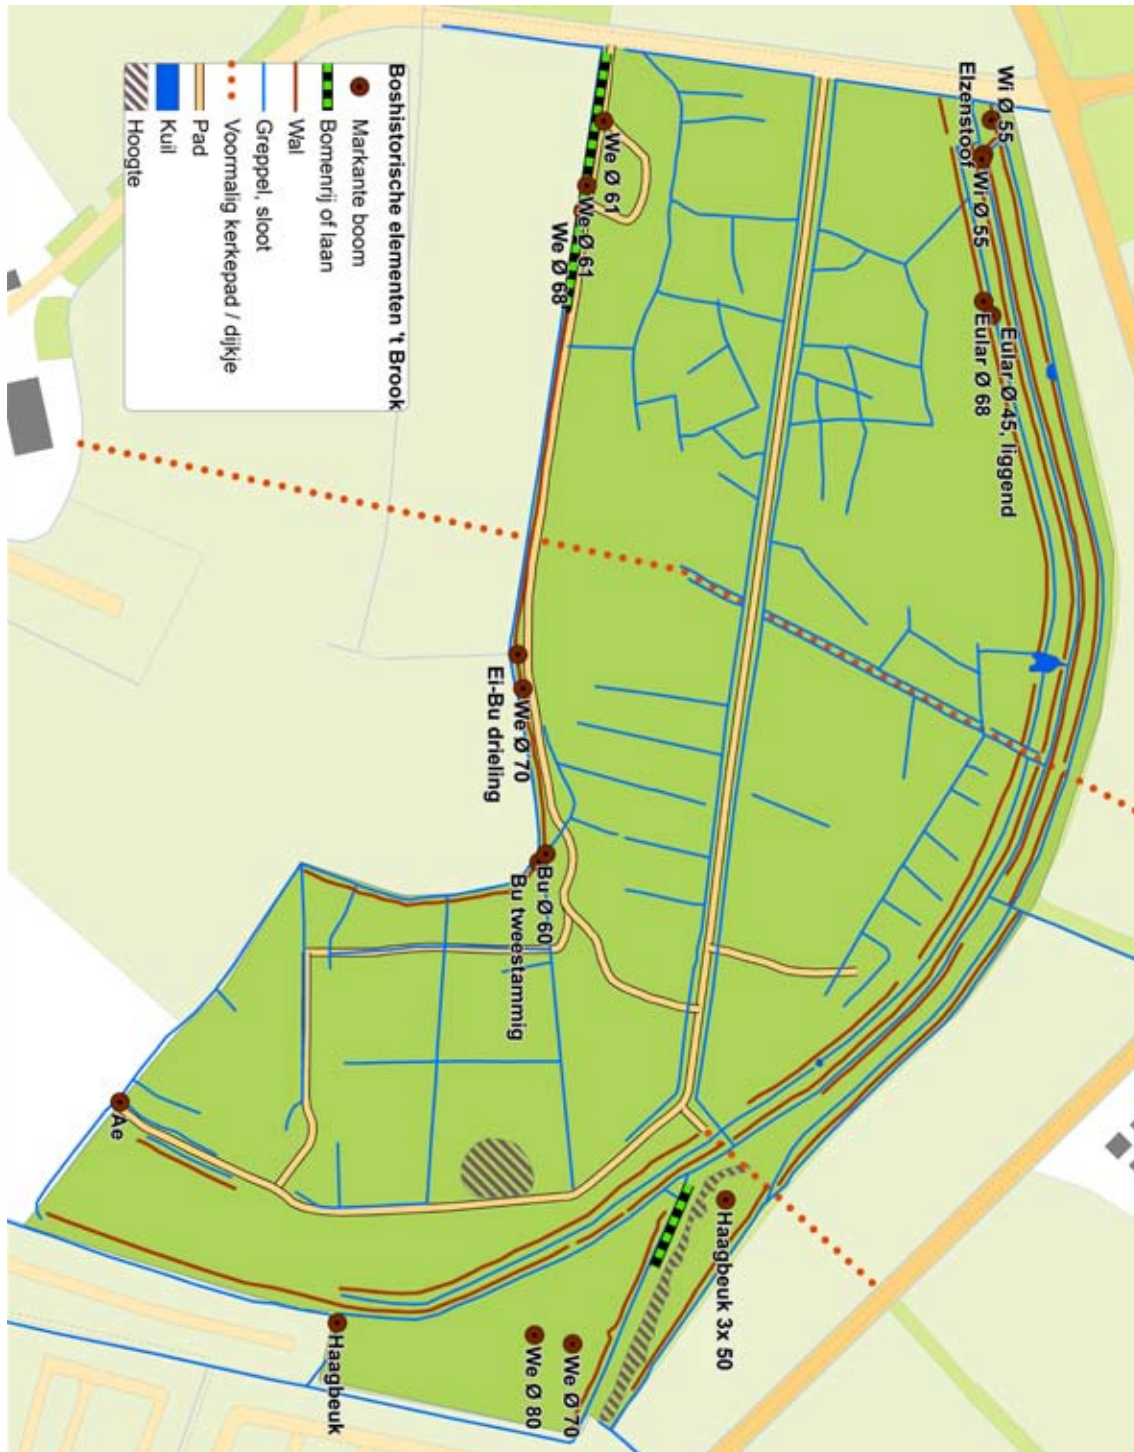 Boshistorische elementen 't Brook
Markante boom
Bomenrij of laan
Wal
Greppel, sloot
Voormalig kerkepad / dijkje
Pad
Kuil
Hoogte
Wi Ø 55
Elzenstoof
Wi Ø 55
Eular Ø 45, liggend
Eular Ø 68
We Ø 61
We Ø 61
We Ø 68
We Ø 70
Ei-Bu drieling
Bu Ø 60
Bu tweestammig
Ae
Haagbeuk 3x 50
We Ø 70
We Ø 80
Haagbeuk